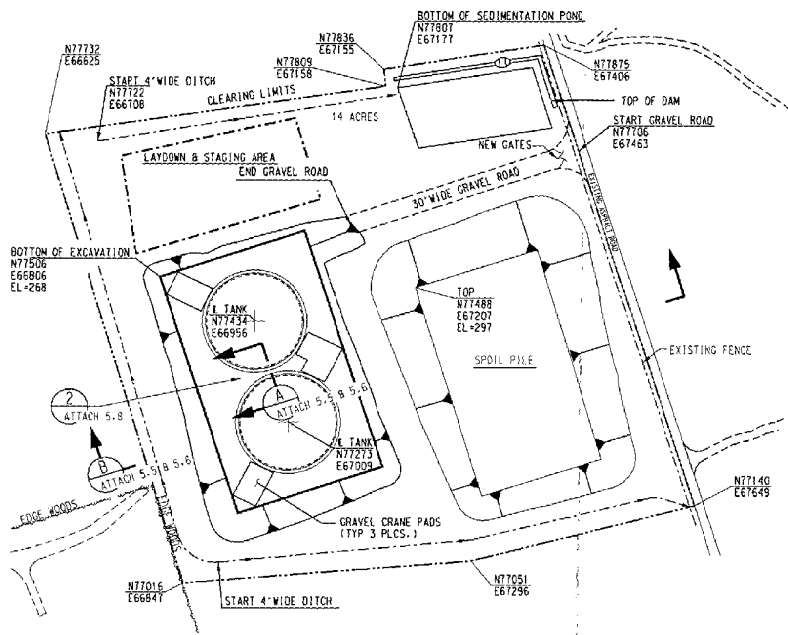 BOTTOM OF SEDIMENTATION POND
N77807
E67177
N77836
E67155
N77732
E66625
N77809
E67158
N77875
E67406
START 4' WIDE DITCH
N77722
E66708
CLEARING LIMITS
14 ACRES
TOP OF DAM
START GRAVEL ROAD
N77706
E67463
NEW GATES
LAYDOWN & STAGING AREA
END GRAVEL ROAD
30' WIDE GRAVEL ROAD
EXISTING ASPHALT ROAD
BOTTOM OF EXCAVATION
N77506
E66806
EL=268
TOP
N77488
E67207
EL=297
℄ TANK
N77434
E66956
SPOIL PILE
EXISTING FENCE
2
ATTACH 5.8
A
ATTACH 5.5 & 5.6
B
ATTACH 5.5 & 5.6
℄ TANK
N77273
E67009
N77140
E67649
EDGE WOODS
EDGE WOODS
GRAVEL CRANE PADS
(TYP 3 PLCS.)
N77016
E66847
START 4' WIDE DITCH
N77051
E67296